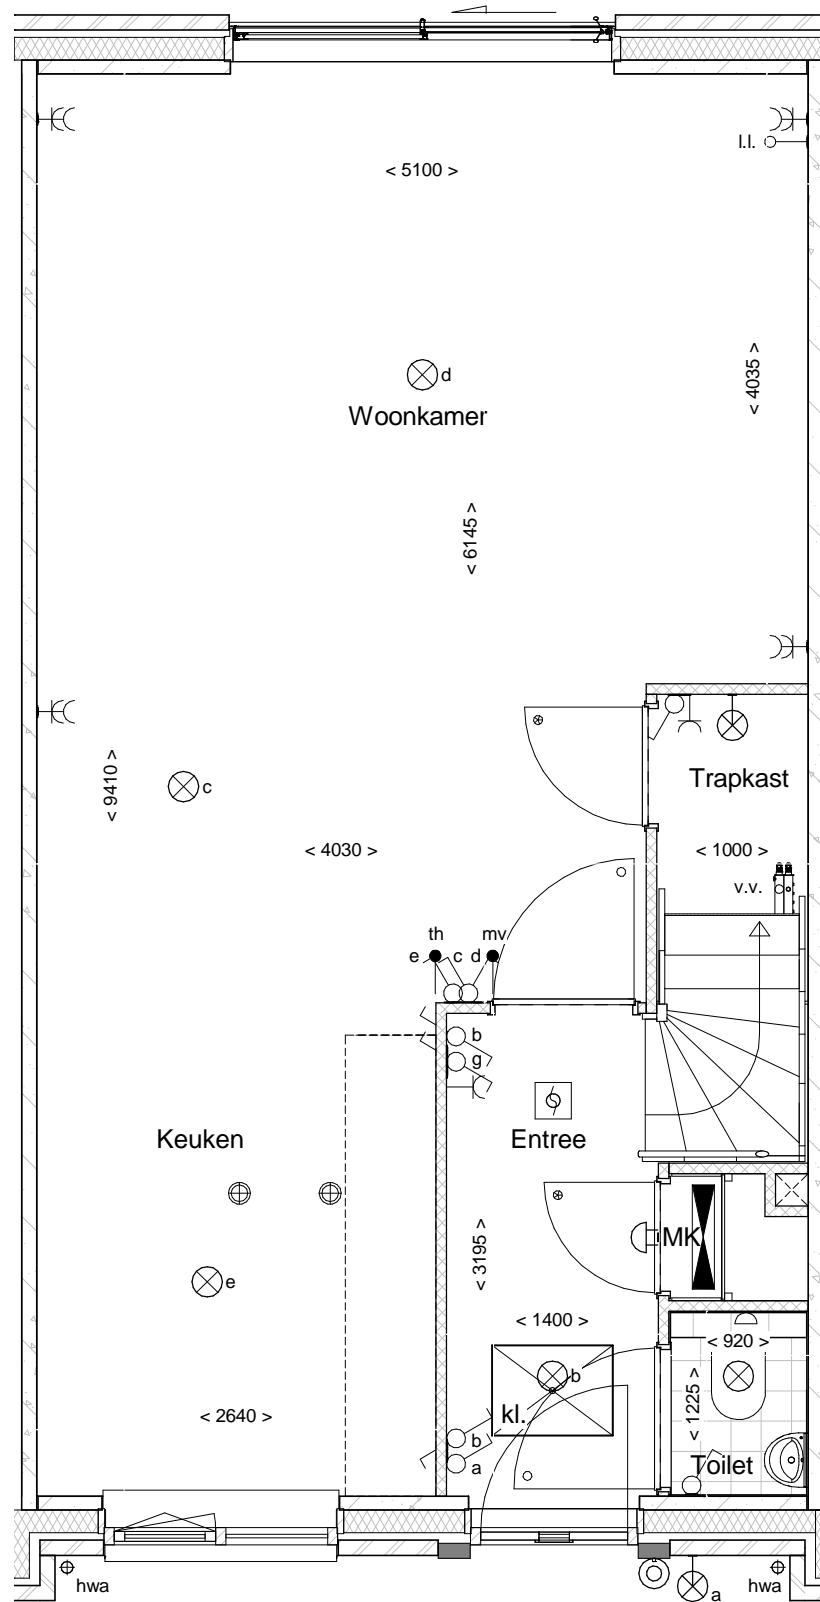 < 5100 >
l.l.
< 4035 >
d
Woonkamer
< 6145 >
< 9410 >
c
Trapkast
< 4030 >
< 1000 >
v.v.
th
mv
e
c
d
b
g
Keuken
Entree
MK
< 3195 >
e
< 1400 >
< 920 >
b
< 1225 >
< 2640 >
kl.
b
a
Toilet
hwa
a
hwa